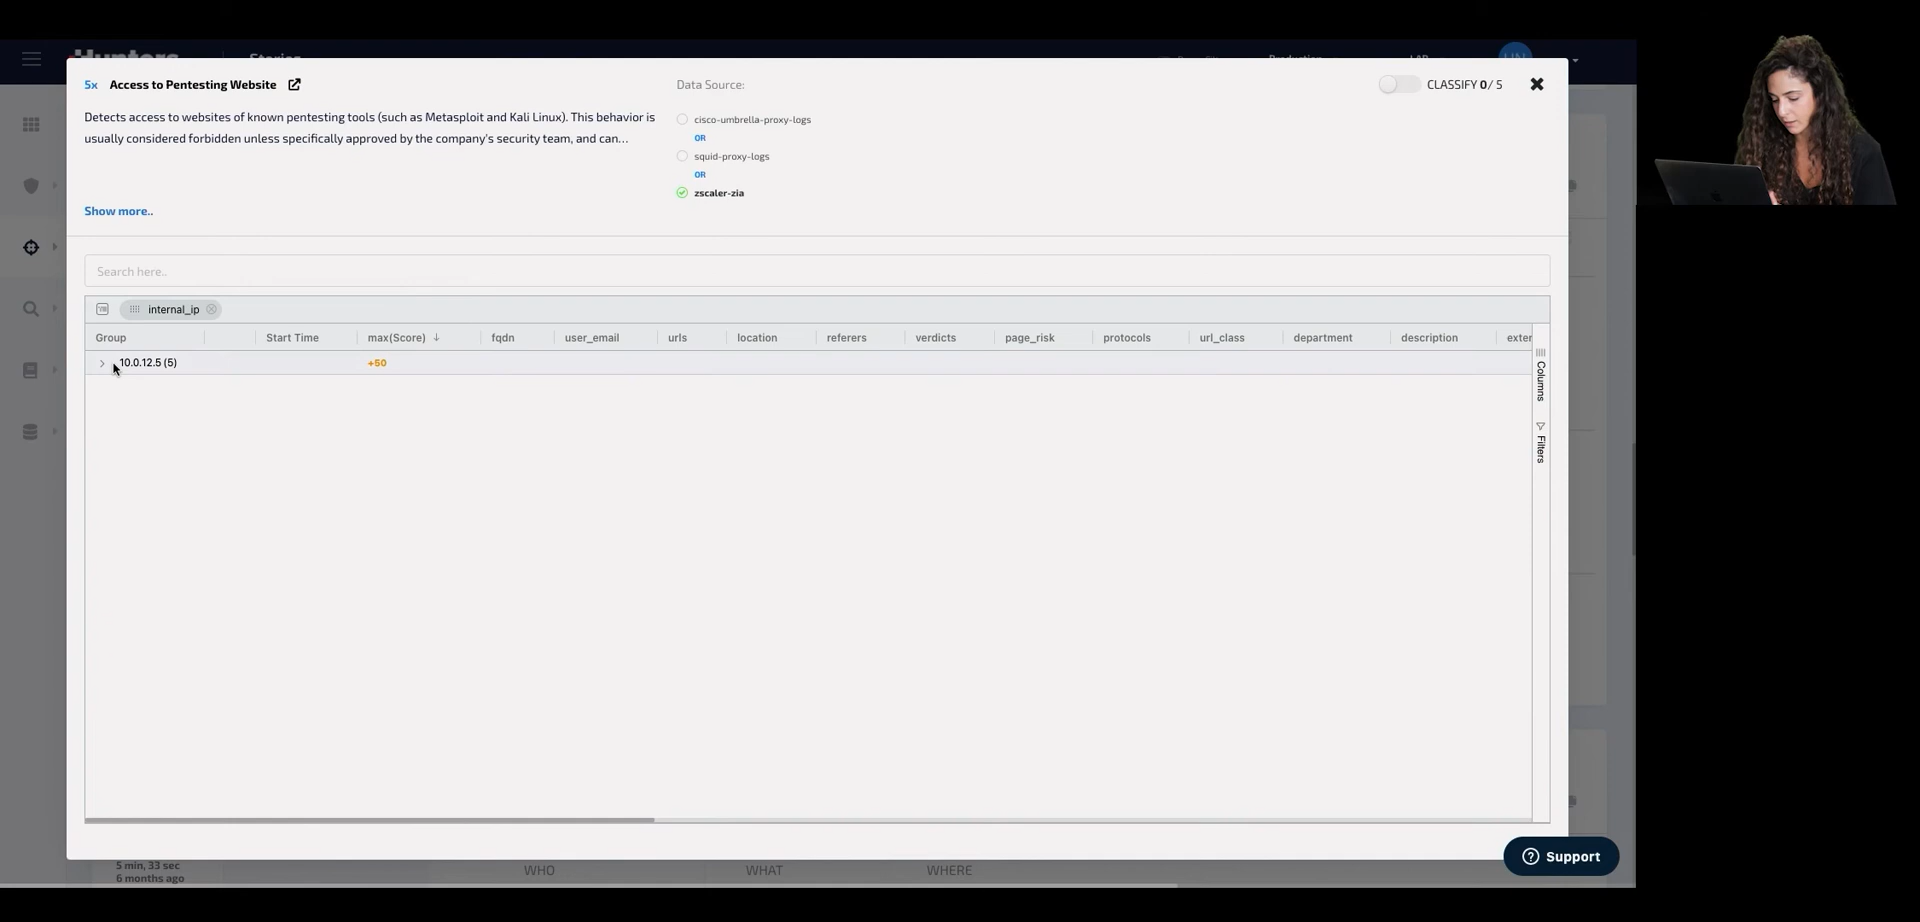 Hunters
Stories
Production
LAB
5x Access to Pentesting Website
Data Source:
CLASSIFY 0/ 5
Detects access to websites of known pentesting tools (such as Metasploit and Kali Linux). This behavior is
usually considered forbidden unless specifically approved by the company's security team, and can...
cisco-umbrella-proxy-logs
OR
squid-proxy-logs
OR
zscaler-zia
Show more..
Search here..
internal_ip
Group Start Time max(Score) fqdn user_email urls location referers verdicts page_risk protocols url_class department description exter
10.0.12.5 (5) +50
Columns
Filters
Support
5 min, 33 sec
6 months ago
WHO WHAT WHERE